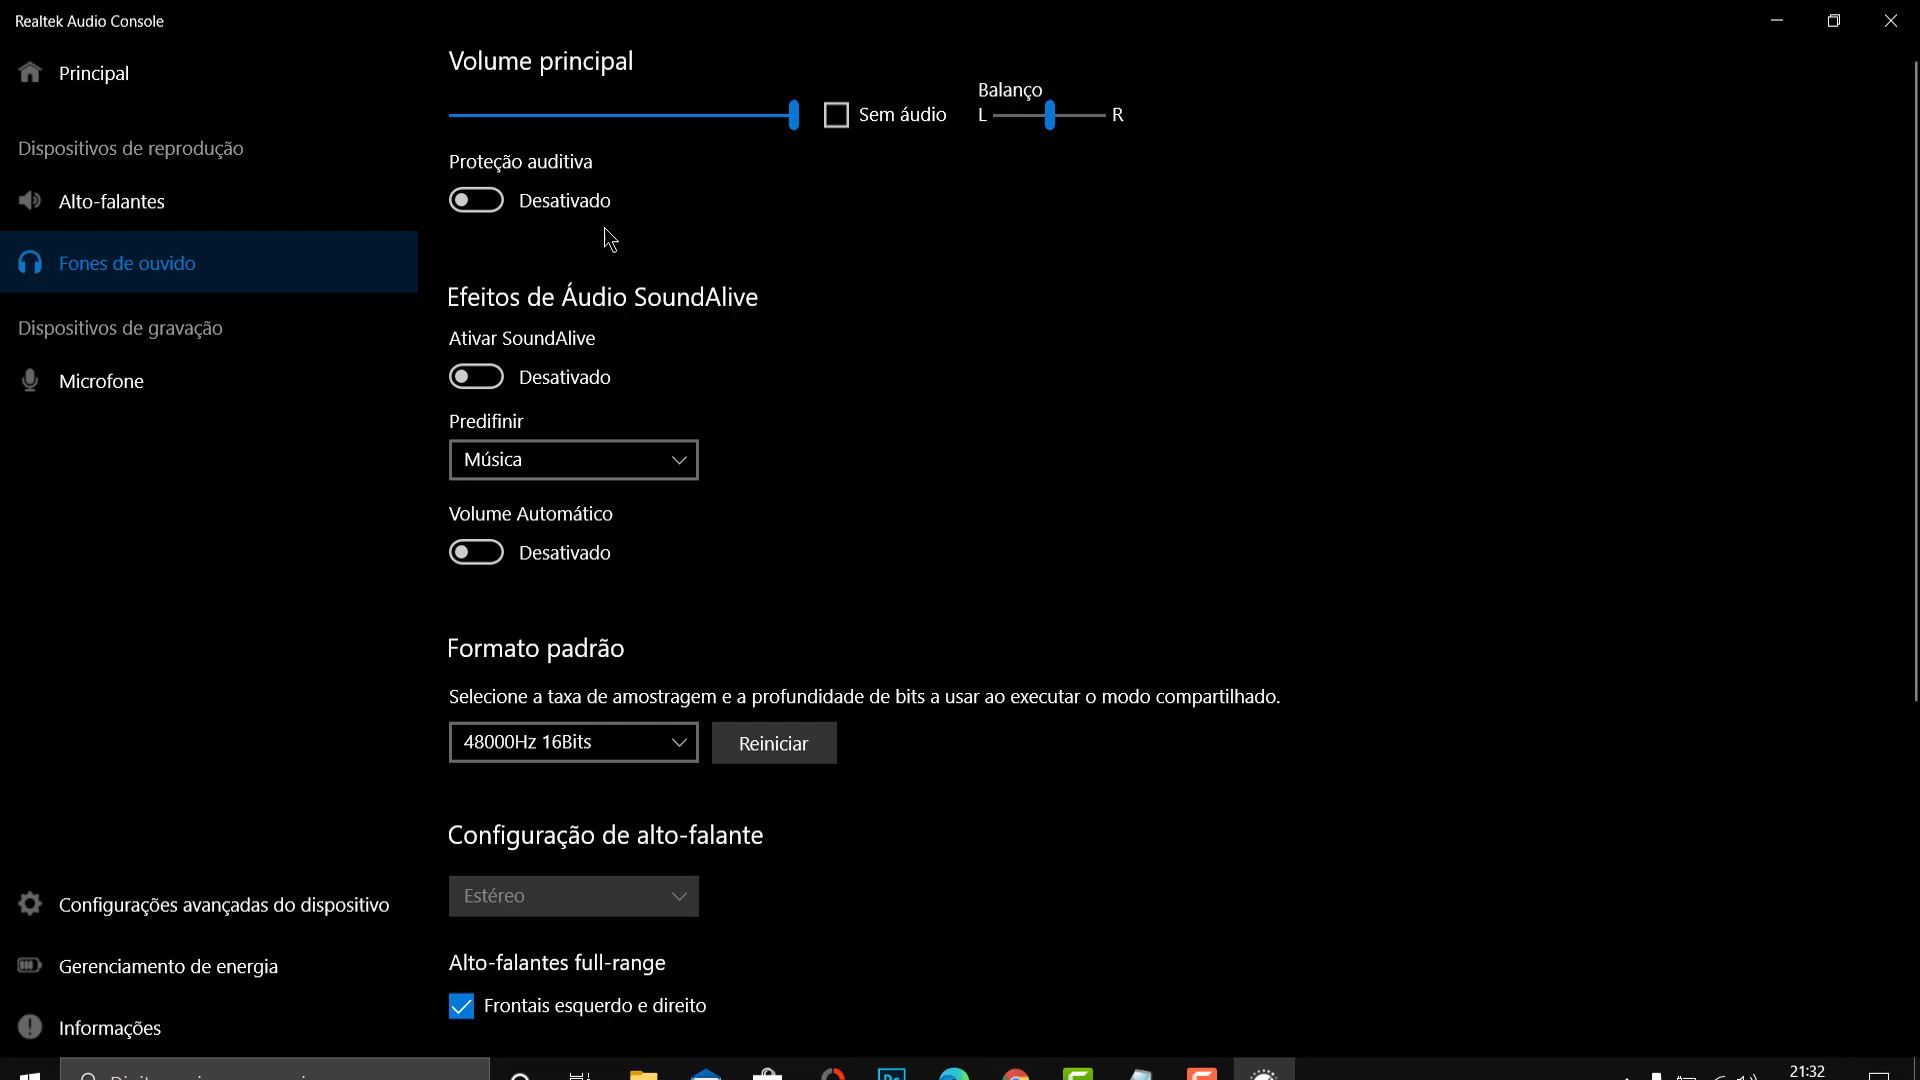 Realtek Audio Console
Principal
Dispositivos de reprodução
Alto-falantes
Fones de ouvido
Dispositivos de gravação
Microfone
Configurações avançadas do dispositivo
Gerenciamento de energia
Informações
Volume principal
Sem áudio
Balanço
L
R
Proteção auditiva
Desativado
Efeitos de Áudio SoundAlive
Ativar SoundAlive
Desativado
Predifinir
Música
Volume Automático
Desativado
Formato padrão
Selecione a taxa de amostragem e a profundidade de bits a usar ao executar o modo compartilhado.
48000Hz 16Bits
Reiniciar
Configuração de alto-falante
Estéreo
Alto-falantes full-range
Frontais esquerdo e direito
21:32